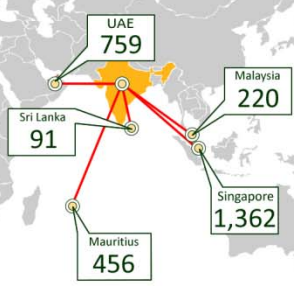 UAE
759
Malaysia
220
Sri Lanka
91
Singapore
1,362
Mauritius
456